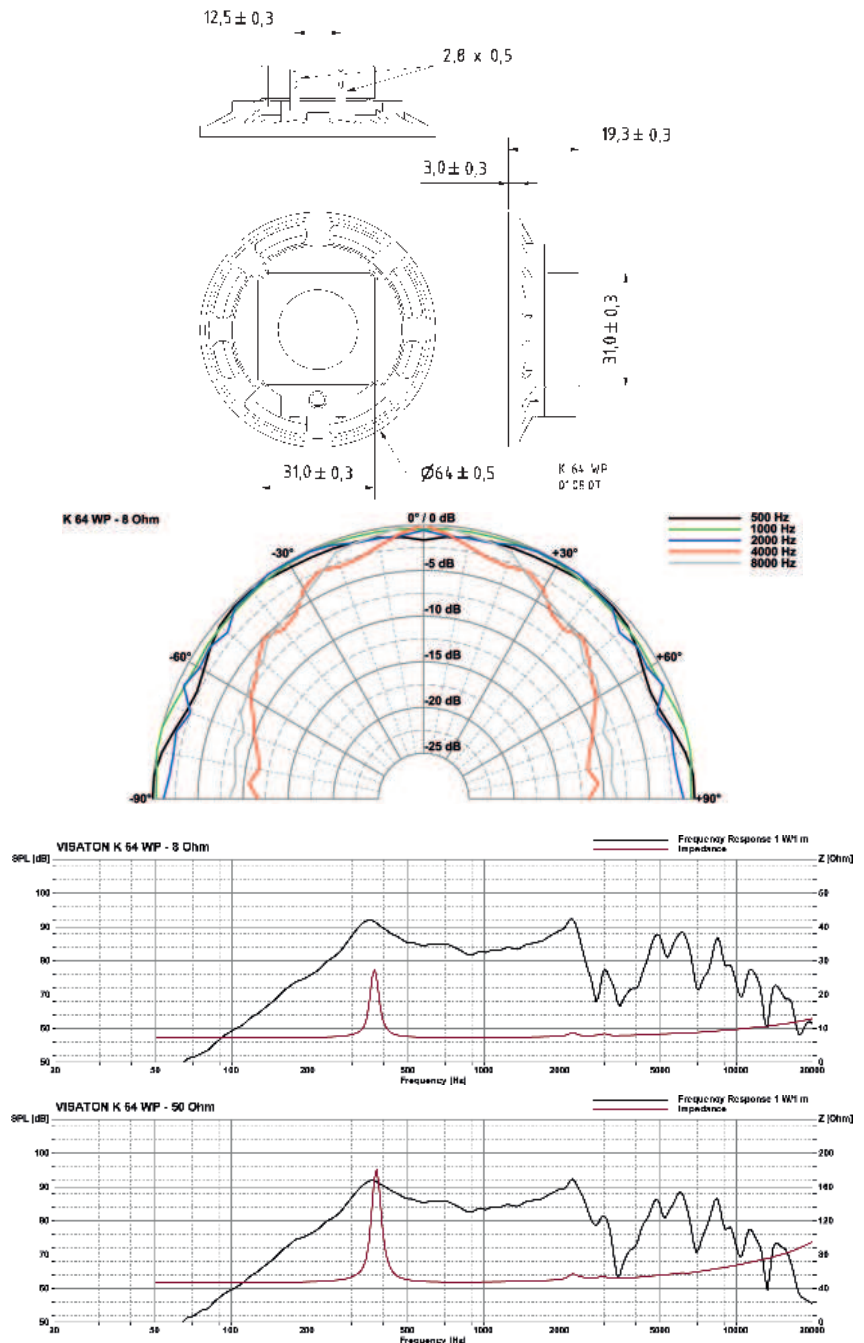 12,5 ± 0,3
2,8 x 0,5
19,3 ± 0,3
3,0 ± 0,3
31,0 ± 0,3
31,0 ± 0,3
Ø64 ± 0,5
K 64 WP
K 64 WP - 8 Ohm
0° / 0 dB
500 Hz
1000 Hz
2000 Hz
4000 Hz
8000 Hz
-30°
+30°
-5 dB
-10 dB
-60°
+60°
-15 dB
-20 dB
-25 dB
-90°
+90°
VISATON K 64 WP - 8 Ohm
Frequency Response 1 W/1 m
Impedance
SPL [dB]
Z [Ohm]
100
50
90
40
80
30
70
20
60
10
50
0
20
50
100
200
500
1000
2000
5000
10000
20000
Frequency [Hz]
VISATON K 64 WP - 50 Ohm
Frequency Response 1 W/1 m
Impedance
SPL [dB]
Z [Ohm]
100
200
90
160
80
120
70
80
60
40
50
0
20
50
100
200
500
1000
2000
5000
10000
20000
Frequency [Hz]